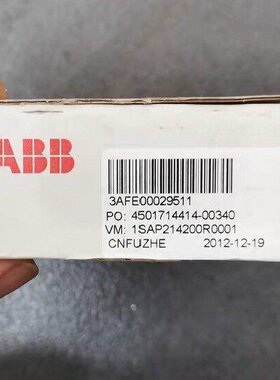 ABB
3AFE00029511
PO: 4501714414-00340
VM: 1SAP214200R0001
CNFUZHE 2012-12-19